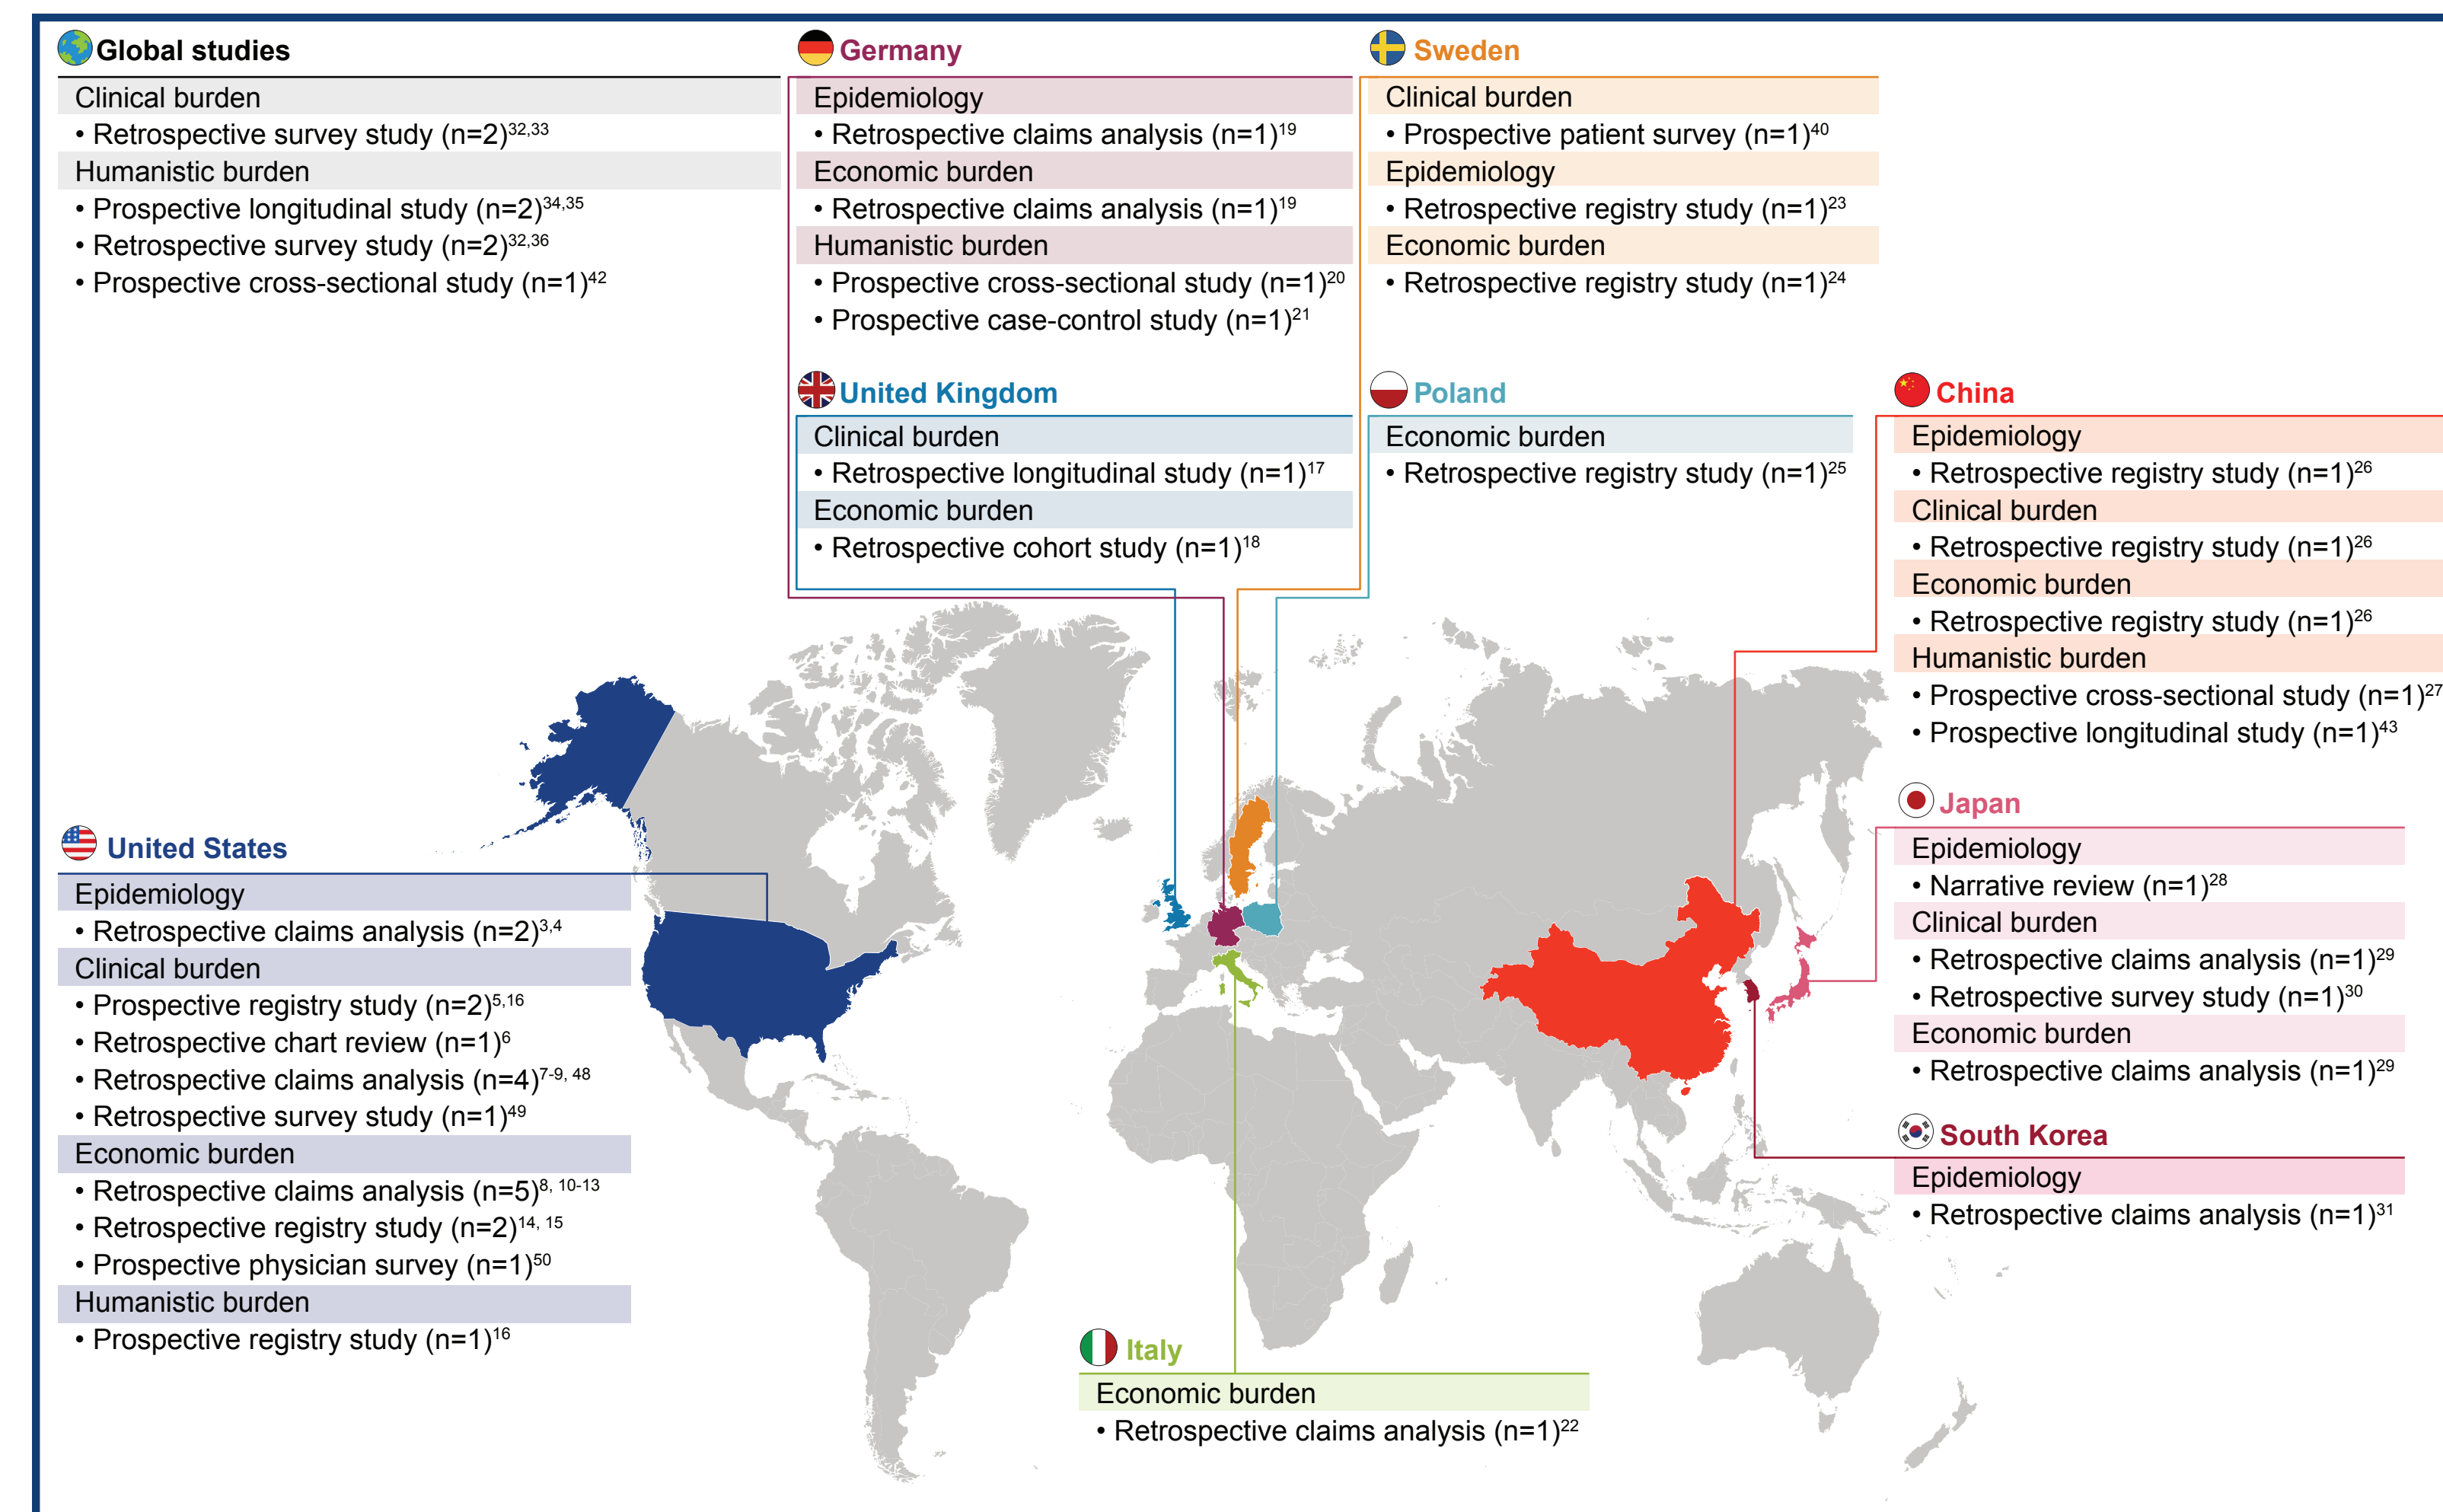 Global studies
Clinical burden
• Retrospective survey study (n=2)32,33
Humanistic burden
• Prospective longitudinal study (n=2)34,35
• Retrospective survey study (n=2)32,36
• Prospective cross-sectional study (n=1)42
Germany
Epidemiology
• Retrospective claims analysis (n=1)19
Economic burden
• Retrospective claims analysis (n=1)19
Humanistic burden
• Prospective cross-sectional study (n=1)20
• Prospective case-control study (n=1)21
Sweden
Clinical burden
• Prospective patient survey (n=1)40
Epidemiology
• Retrospective registry study (n=1)23
Economic burden
• Retrospective registry study (n=1)24
United Kingdom
Clinical burden
• Retrospective longitudinal study (n=1)17
Economic burden
• Retrospective cohort study (n=1)18
Poland
Economic burden
• Retrospective registry study (n=1)25
China
Epidemiology
• Retrospective registry study (n=1)26
Clinical burden
• Retrospective registry study (n=1)26
Economic burden
• Retrospective registry study (n=1)26
Humanistic burden
• Prospective cross-sectional study (n=1)27
• Prospective longitudinal study (n=1)43
Japan
Epidemiology
• Narrative review (n=1)28
Clinical burden
• Retrospective claims analysis (n=1)29
• Retrospective survey study (n=1)30
Economic burden
• Retrospective claims analysis (n=1)29
South Korea
Epidemiology
• Retrospective claims analysis (n=1)31
United States
Epidemiology
• Retrospective claims analysis (n=2)3,4
Clinical burden
• Prospective registry study (n=2)5,16
• Retrospective chart review (n=1)6
• Retrospective claims analysis (n=4)7-9, 48
• Retrospective survey study (n=1)49
Economic burden
• Retrospective claims analysis (n=5)8, 10-13
• Retrospective registry study (n=2)14, 15
• Prospective physician survey (n=1)50
Humanistic burden
• Prospective registry study (n=1)16
Italy
Economic burden
• Retrospective claims analysis (n=1)22